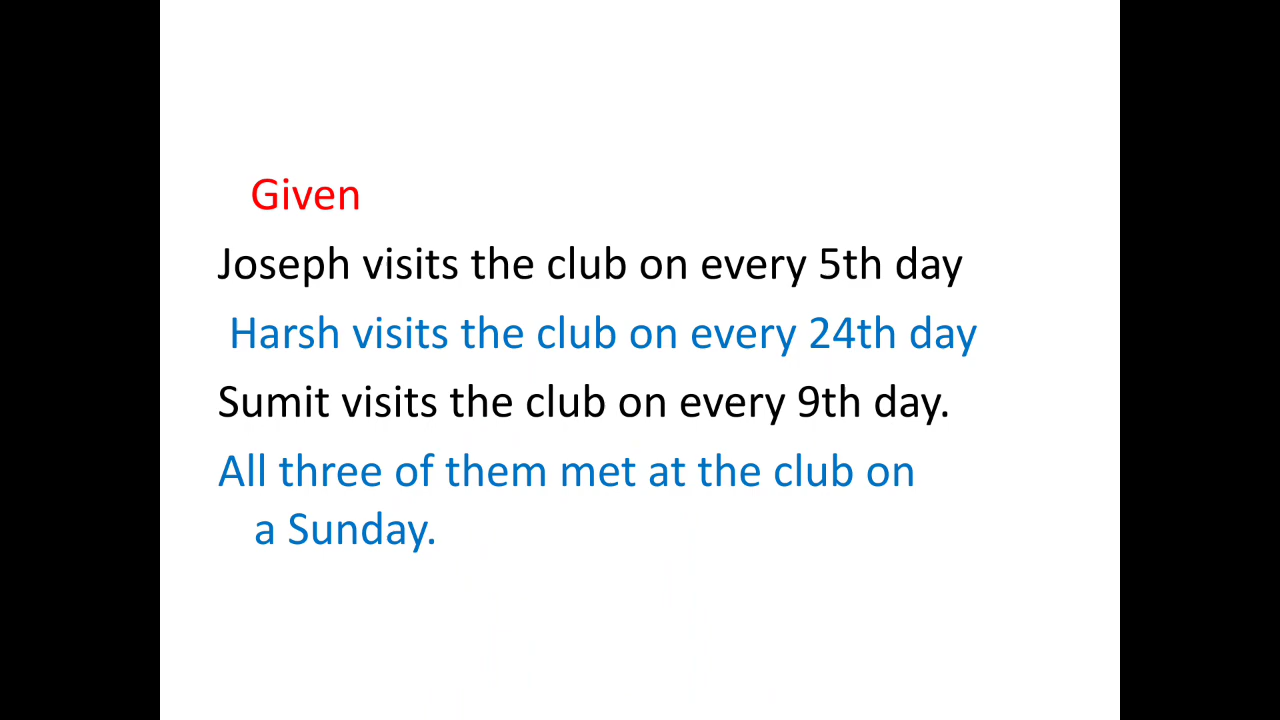 Given
Joseph visits the club on every 5th day
Harsh visits the club on every 24th day
Sumit visits the club on every 9th day.
All three of them met at the club on
a Sunday.